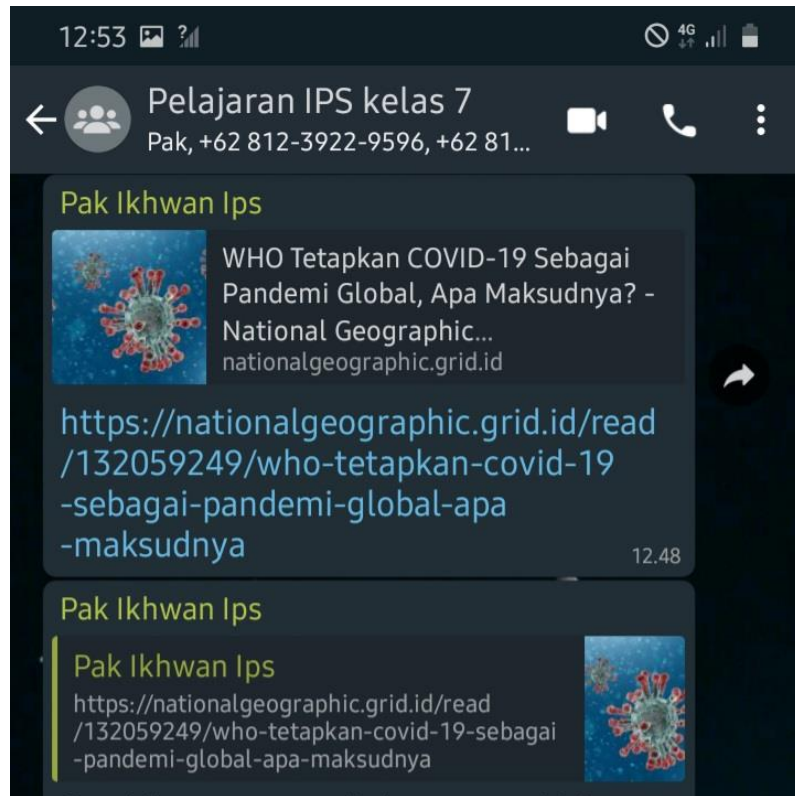 12:53
4G
Pelajaran IPS kelas 7
Pak, +62 812-3922-9596, +62 81...
Pak Ikhwan Ips
WHO Tetapkan COVID-19 Sebagai
Pandemi Global, Apa Maksudnya? -
National Geographic...
nationalgeographic.grid.id
https://nationalgeographic.grid.id/read
/132059249/who-tetapkan-covid-19
-sebagai-pandemi-global-apa
-maksudnya
12.48
Pak Ikhwan Ips
Pak Ikhwan Ips
https://nationalgeographic.grid.id/read
/132059249/who-tetapkan-covid-19-sebagai
-pandemi-global-apa-maksudnya